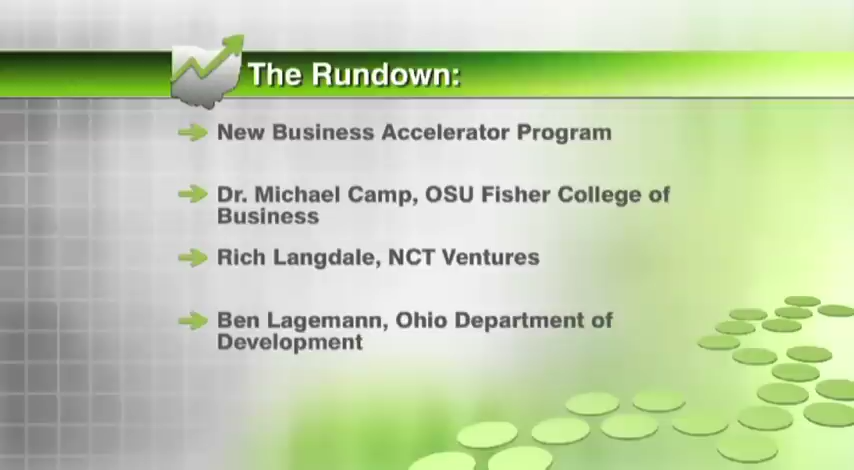 The Rundown:
New Business Accelerator Program
Dr. Michael Camp, OSU Fisher College of
Business
Rich Langdale, NCT Ventures
Ben Lagemann, Ohio Department of
Development